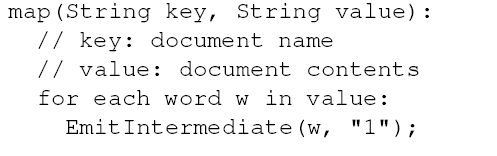 map(String key, String value):
  // key: document name
  // value: document contents
  for each word w in value:
    EmitIntermediate(w, "1");